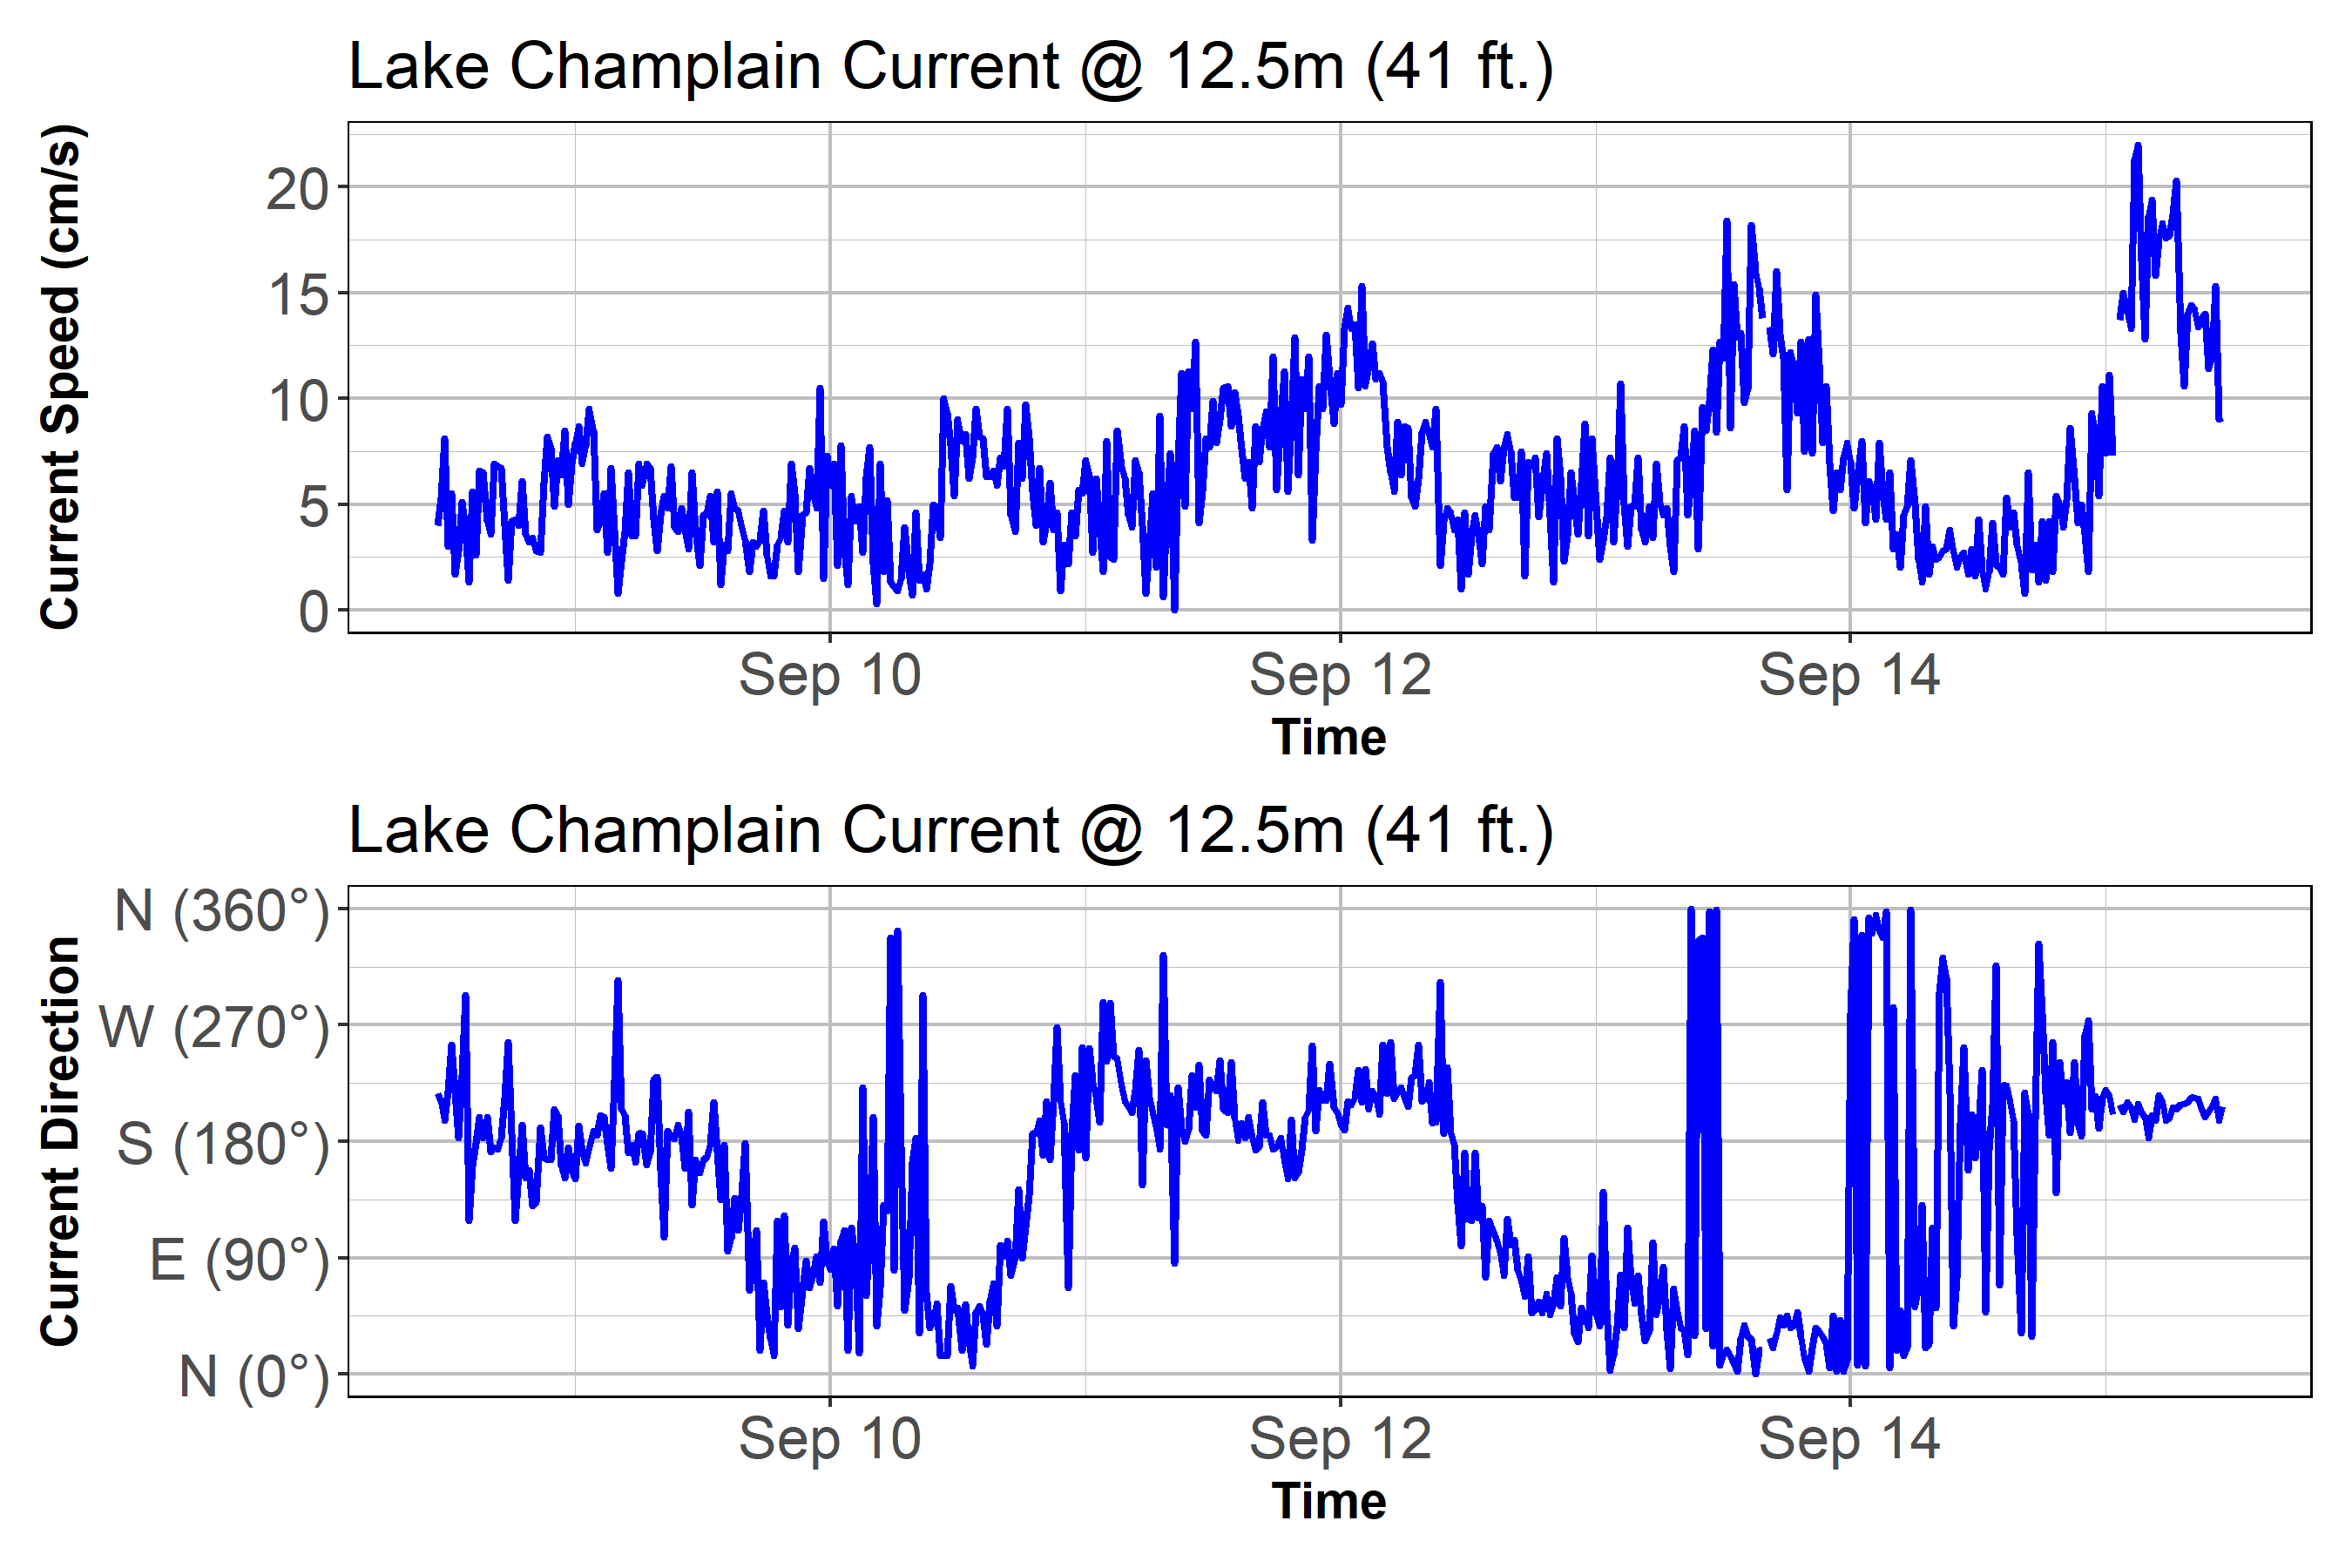 Lake Champlain Current @ 12.5m (41 ft.)
Current Speed (cm/s)
20
15
10
5
0
Sep 10 Sep 12 Sep 14
Time
Lake Champlain Current @ 12.5m (41 ft.)
Current Direction
N (360°)
W (270°)
S (180°)
E (90°)
N (0°)
Sep 10 Sep 12 Sep 14
Time